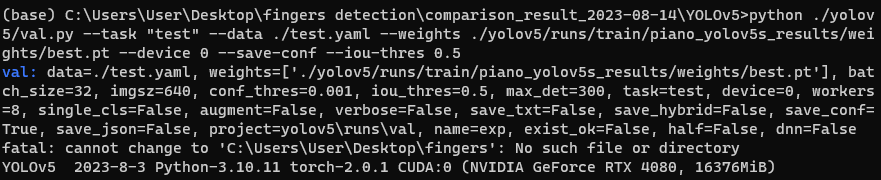 (base) C:\Users\User\Desktop\fingers detection\comparison_result_2023-08-14\YOLOv5>python ./yolov
5/val.py --task "test" --data ./test.yaml --weights ./yolov5/runs/train/piano_yolov5s_results/wei
ghts/best.pt --device 0 --save-conf --iou-thres 0.5
val: data=./test.yaml, weights=['./yolov5/runs/train/piano_yolov5s_results/weights/best.pt'], bat
ch_size=32, imgsz=640, conf_thres=0.001, iou_thres=0.5, max_det=300, task=test, device=0, workers
=8, single_cls=False, augment=False, verbose=False, save_txt=False, save_hybrid=False, save_conf=
True, save_json=False, project=yolov5\runs\val, name=exp, exist_ok=False, half=False, dnn=False
fatal: cannot change to 'C:\Users\User\Desktop\fingers': No such file or directory
YOLOv5  2023-8-3 Python-3.10.11 torch-2.0.1 CUDA:0 (NVIDIA GeForce RTX 4080, 16376MiB)